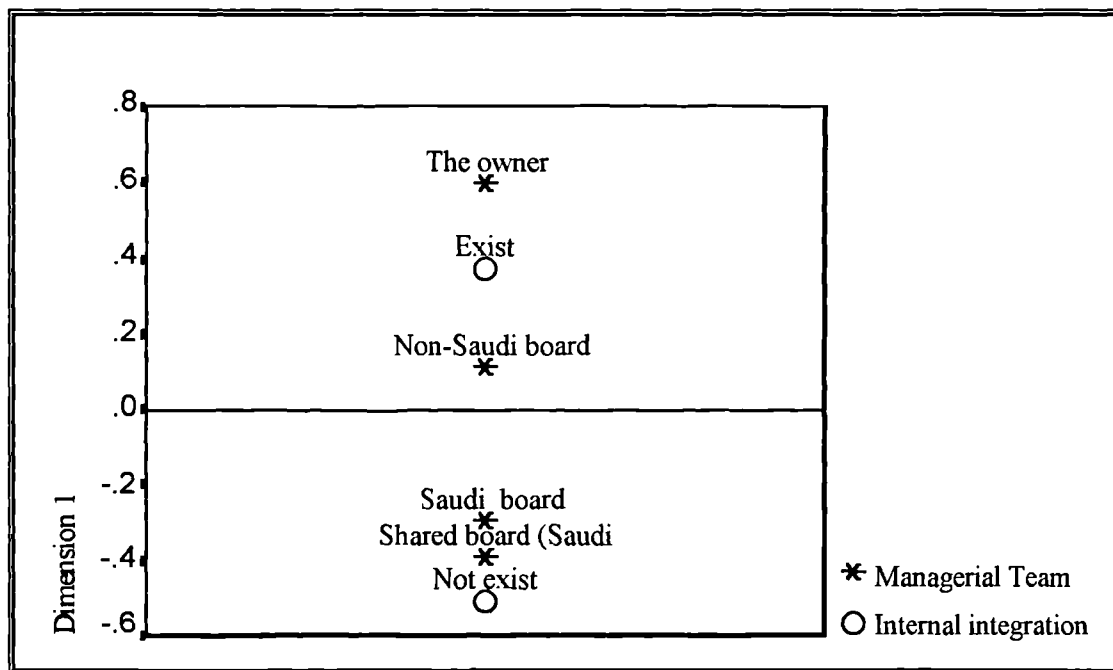 .8
The owner
.6
Exist
.4
Non-Saudi board
.2
.0
-.2
Saudi board
Shared board (Saudi
-.4
Not exist
-.6
Dimension 1
Managerial Team
Internal integration